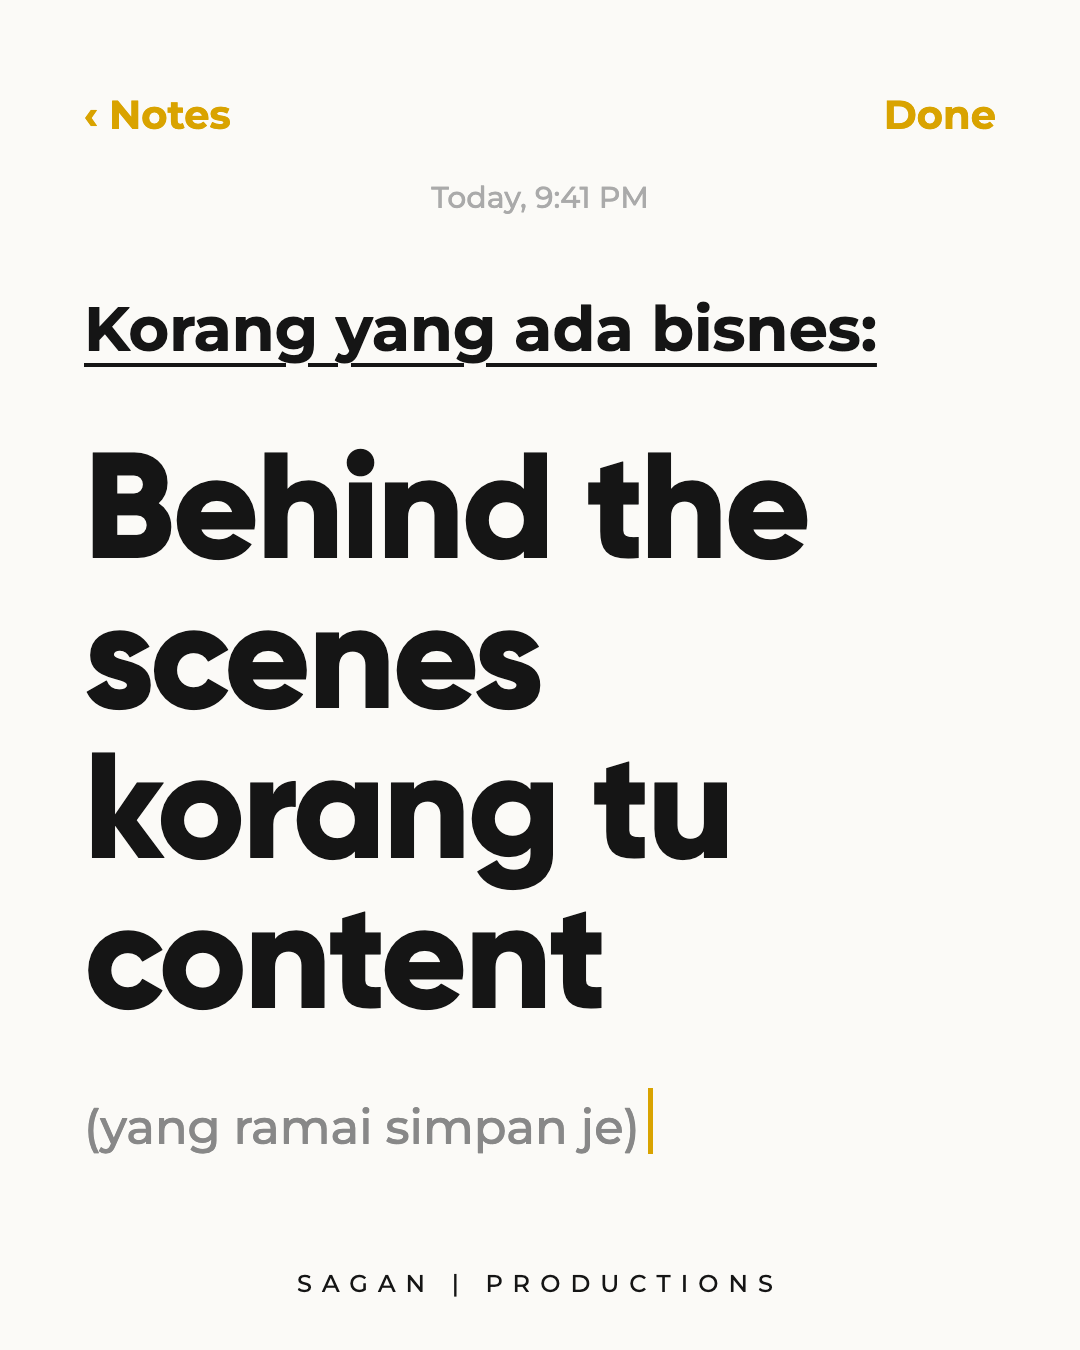 ‹ Notes
Done
Today, 9:41 PM
Korang yang ada bisnes:
Behind the
scenes
korang tu
content
(yang ramai simpan je)
SAGAN | PRODUCTIONS